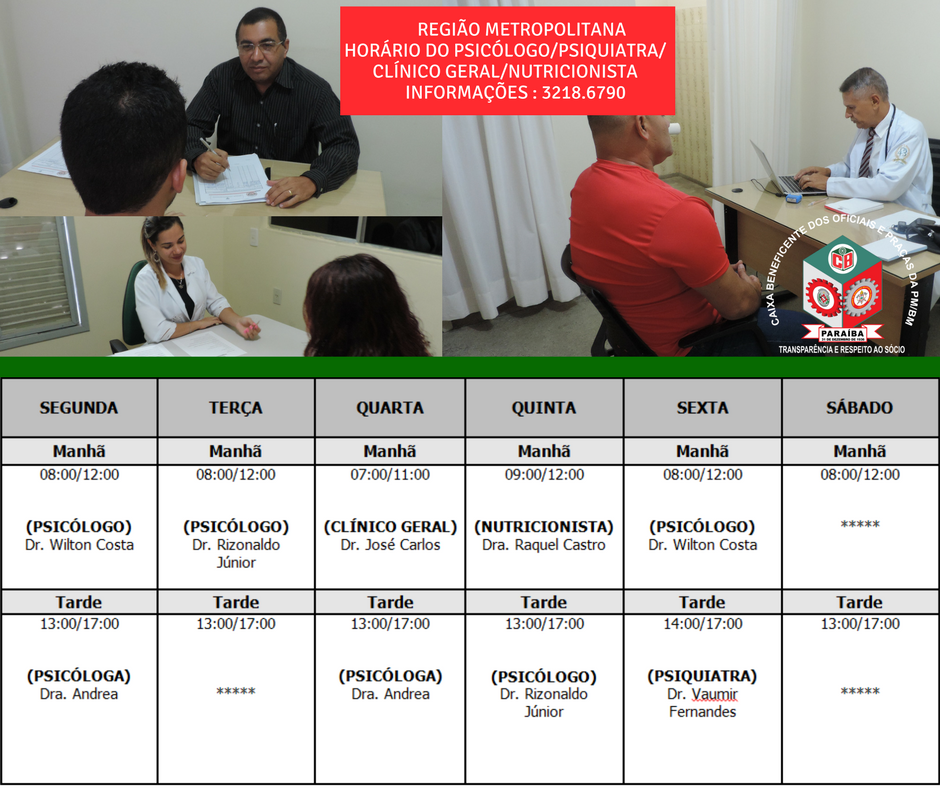 REGIÃO METROPOLITANA
HORÁRIO DO PSICÓLOGO/PSIQUIATRA/
CLÍNICO GERAL/NUTRICIONISTA
INFORMAÇÕES : 3218.6790
CAIXA BENEFICENTE DOS OFICIAIS E PRAÇAS DA PM/BM
CB
PARAÍBA
TRANSPARÊNCIA E RESPEITO AO SÓCIO
SEGUNDA TERÇA QUARTA QUINTA SEXTA SÁBADO
Manhã Manhã Manhã Manhã Manhã Manhã
08:00/12:00 08:00/12:00 07:00/11:00 09:00/12:00 08:00/12:00 08:00/12:00
(PSICÓLOGO) (PSICÓLOGO) (CLÍNICO GERAL) (NUTRICIONISTA) (PSICÓLOGO) *****
Dr. Wilton Costa Dr. Rizonaldo Dr. José Carlos Dra. Raquel Castro Dr. Wilton Costa
Júnior
Tarde Tarde Tarde Tarde Tarde Tarde
13:00/17:00 13:00/17:00 13:00/17:00 13:00/17:00 14:00/17:00 13:00/17:00
(PSICÓLOGA) (PSICÓLOGA) (PSICÓLOGO) (PSIQUIATRA)
Dra. Andrea ***** Dra. Andrea Dr. Rizonaldo Dr. Vaumir *****
Júnior Fernandes